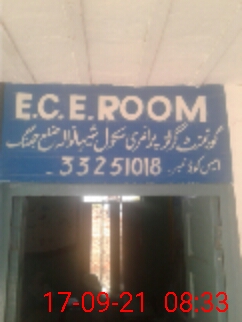 E.C.E. ROOM
گورنمنٹ گرلز پرائمری سکول ضلع جھنگ
ایمس کوڈ نمبر۔ 33251018 -
17-09-21 08:33